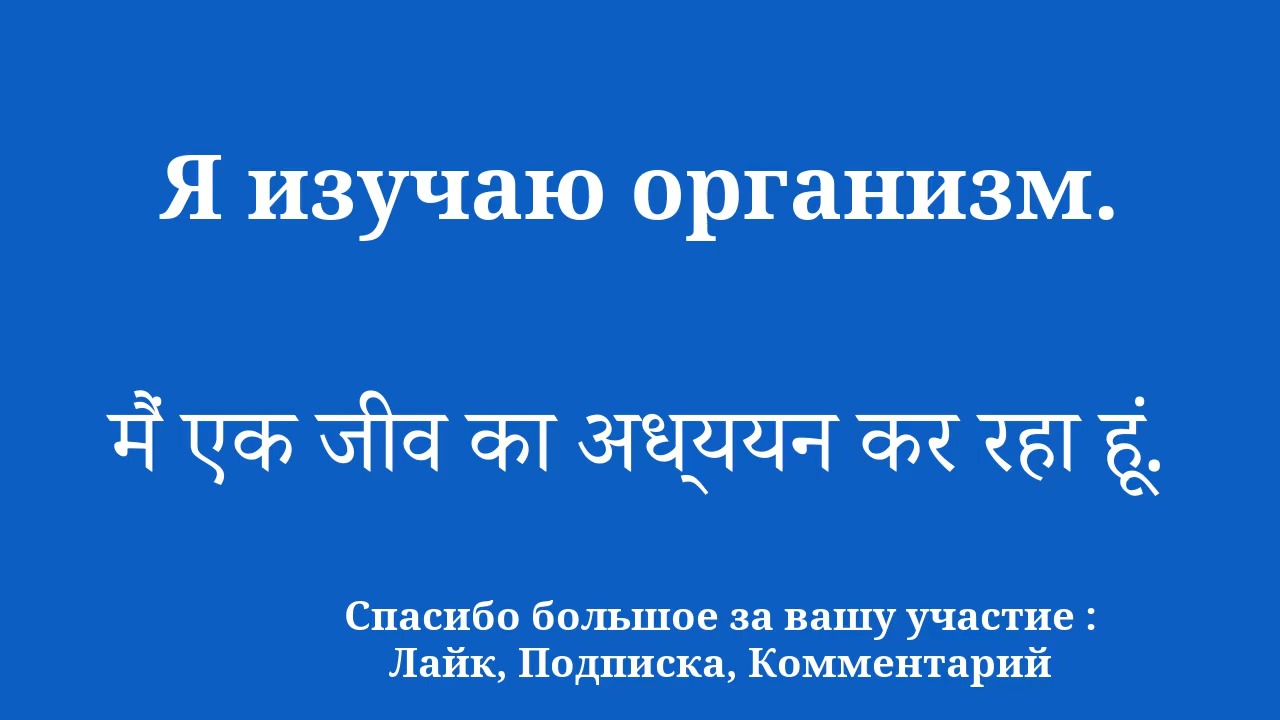 Я изучаю организм.
मैं एक जीव का अध्ययन कर रहा हूं.
Спасибо большое за вашу участие :
Лайк, Подписка, Комментарий